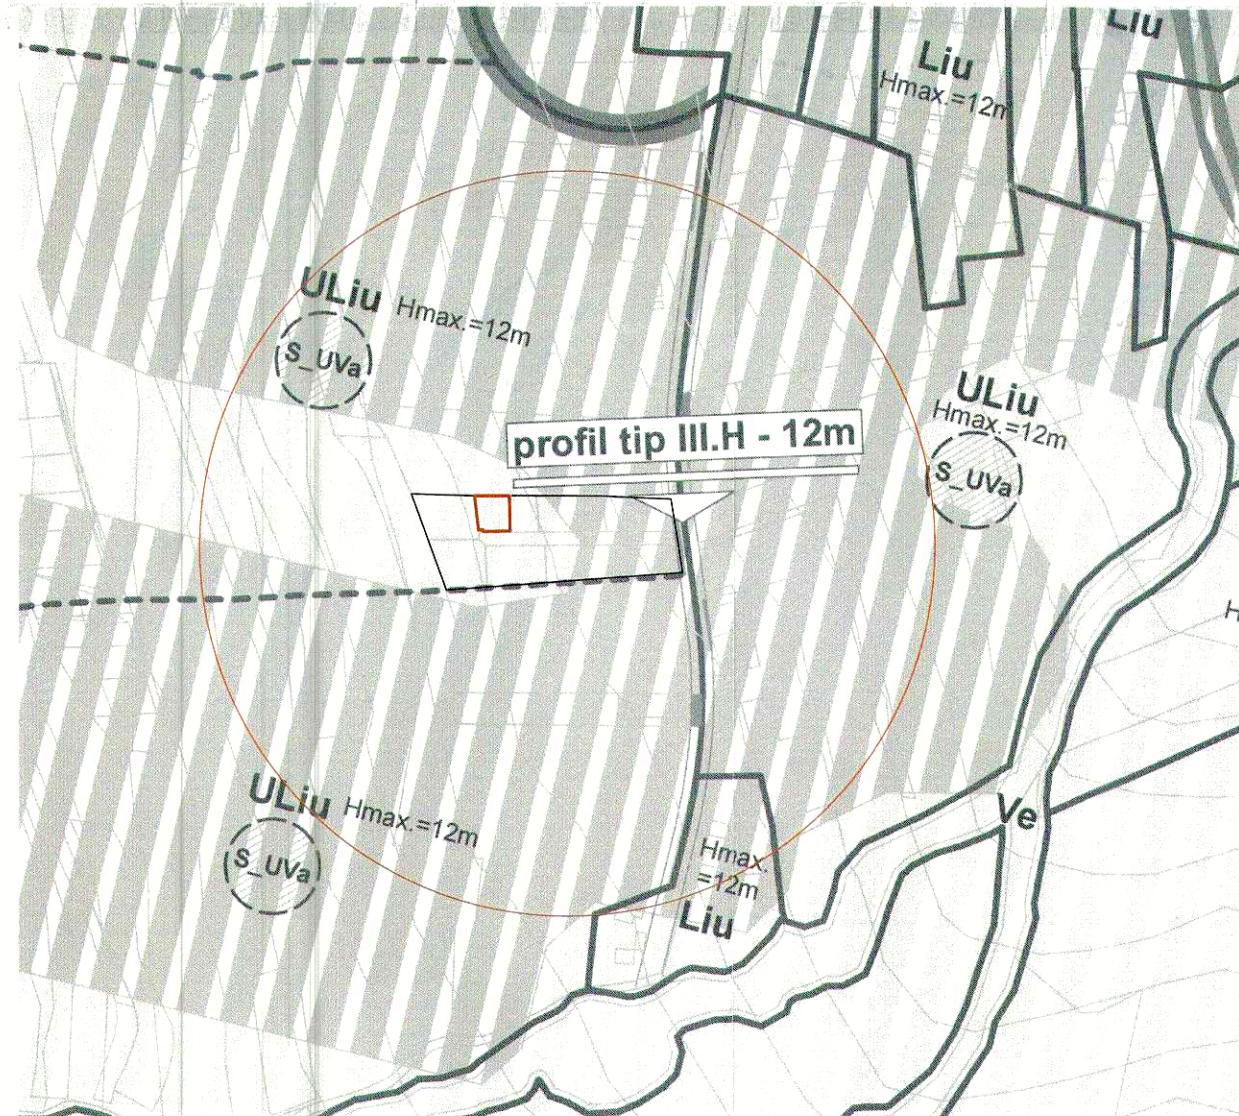 Liu
Liu
Hmax.=12m
ULiu Hmax.=12m
S_UVa
ULiu
Hmax.=12m
S_UVa
profil tip III.H - 12m
H
ULiu Hmax.=12m
S_UVa
Ve
Hmax.
=12m
Liu